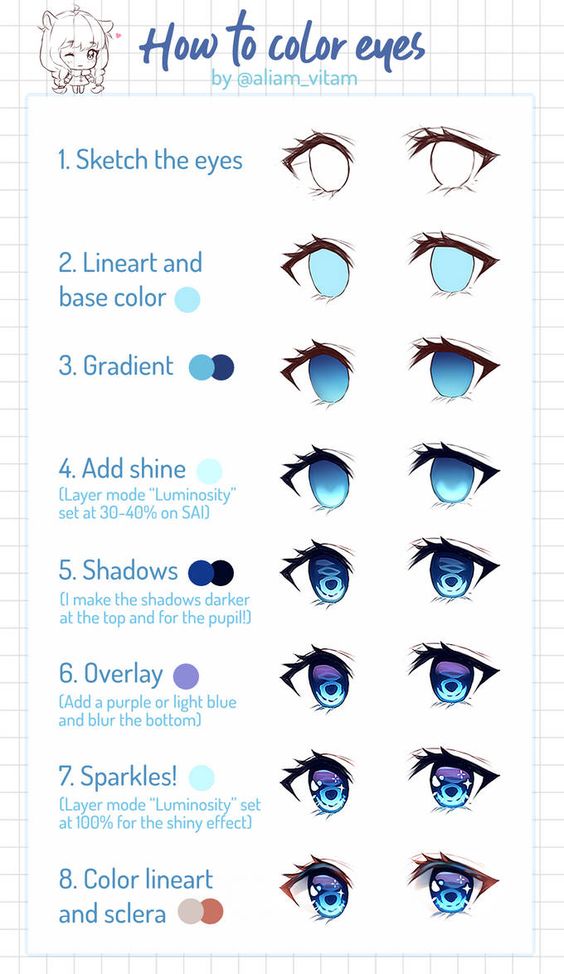 How to color eyes
by @aliam_vitam
1. Sketch the eyes
2. Lineart and
base color
3. Gradient
4. Add shine
(Layer mode “Luminosity”
set at 30-40% on SAI)
5. Shadows
(I make the shadows darker
at the top and for the pupil!)
6. Overlay
(Add a purple or light blue
and blur the bottom)
7. Sparkles!
(Layer mode “Luminosity” set
at 100% for the shiny effect)
8. Color lineart
and sclera